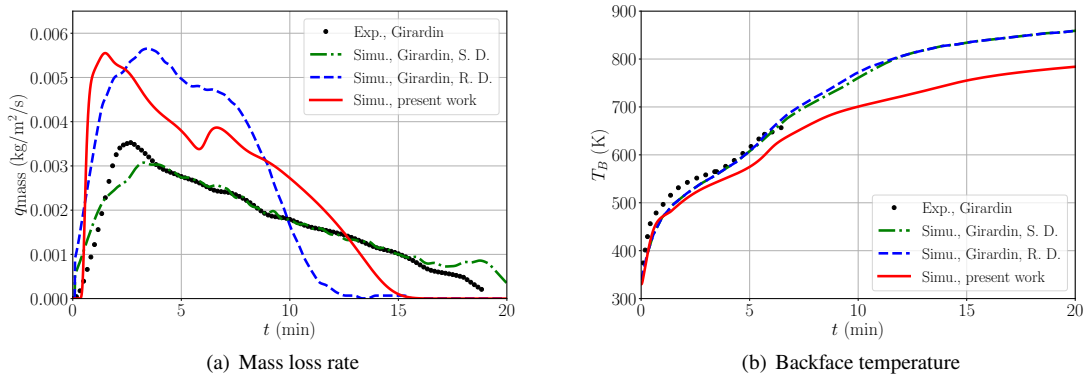 0.006
0.005
0.004
0.003
0.002
0.001
0.000
q_mass (kg/m²/s)
Exp., Girardin
Simu., Girardin, S. D.
Simu., Girardin, R. D.
Simu., present work
0 5 10 15 20
t (min)
(a) Mass loss rate
900
800
700
600
500
400
300
T_B (K)
Exp., Girardin
Simu., Girardin, S. D.
Simu., Girardin, R. D.
Simu., present work
0 5 10 15 20
t (min)
(b) Backface temperature